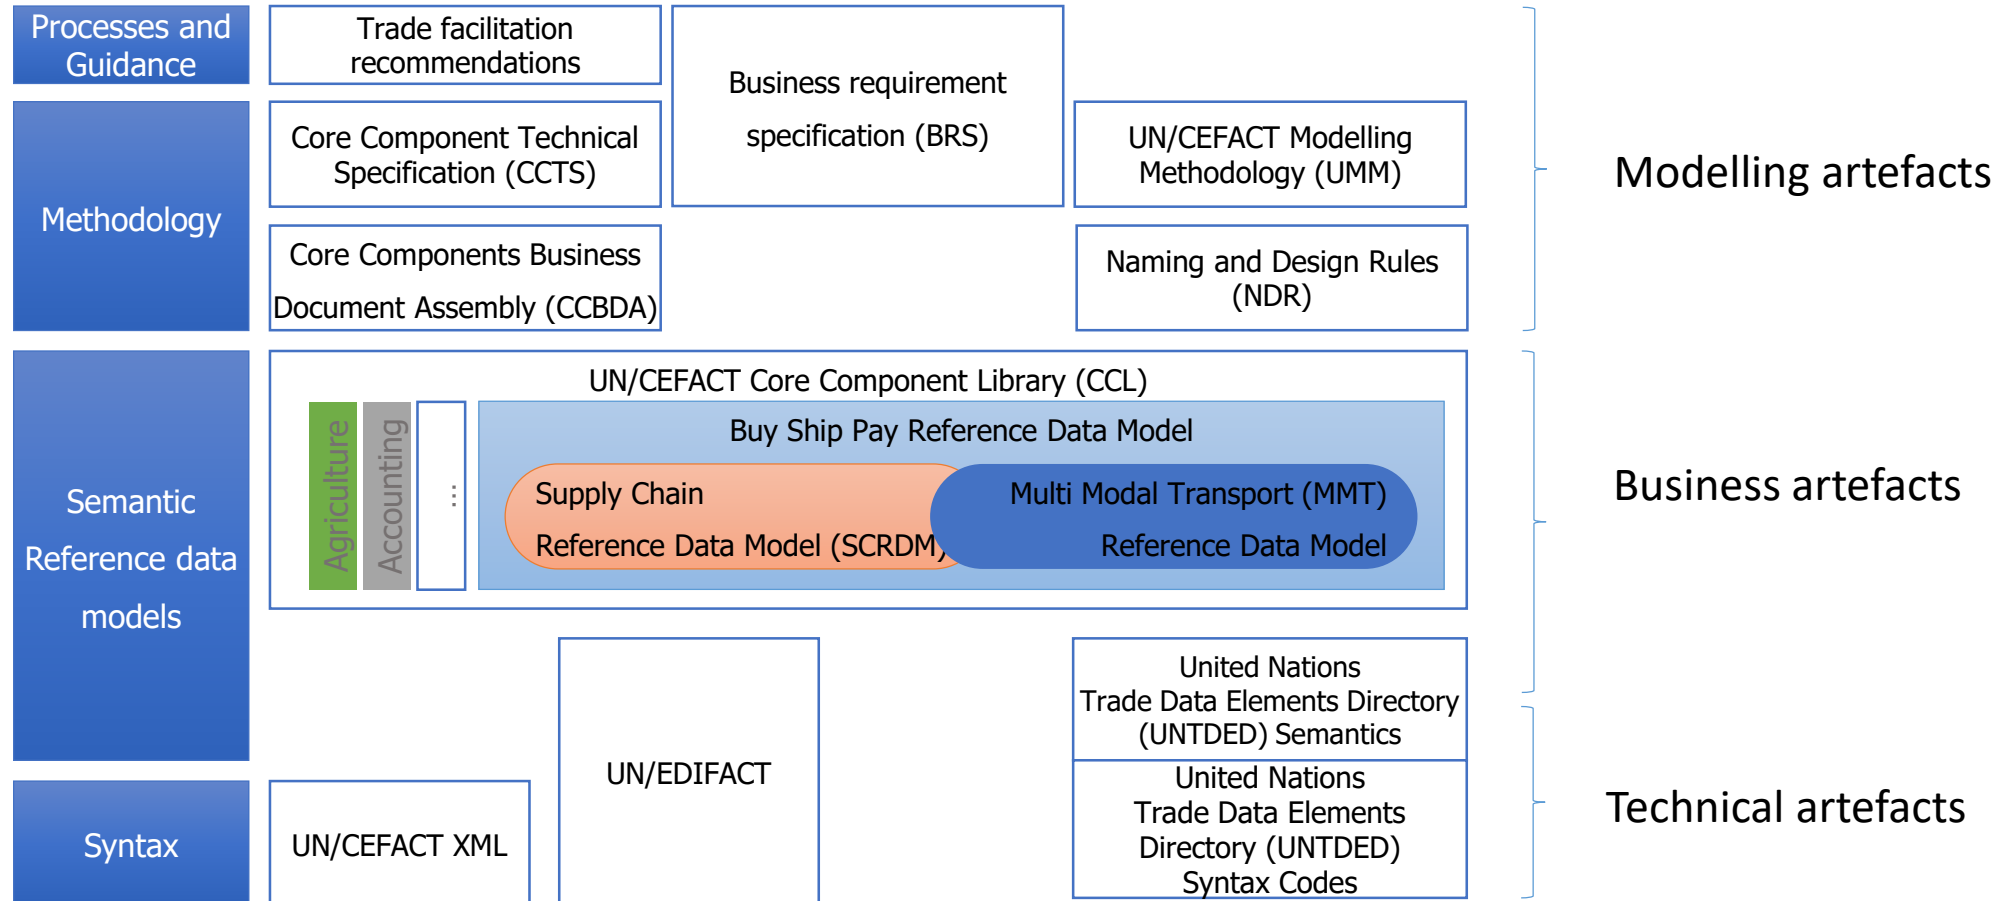 Processes and
Guidance
Trade facilitation
recommendations
Business requirement
specification (BRS)
Methodology
Core Component Technical
Specification (CCTS)
UN/CEFACT Modelling
Methodology (UMM)
Core Components Business
Document Assembly (CCBDA)
Naming and Design Rules
(NDR)
Modelling artefacts
Semantic
Reference data
models
UN/CEFACT Core Component Library (CCL)
Agriculture
Accounting
...
Buy Ship Pay Reference Data Model
Supply Chain
Reference Data Model (SCRDM)
Multi Modal Transport (MMT)
Reference Data Model
Business artefacts
United Nations
Trade Data Elements Directory
(UNTDED) Semantics
Syntax
UN/CEFACT XML
UN/EDIFACT
United Nations
Trade Data Elements
Directory (UNTDED)
Syntax Codes
Technical artefacts